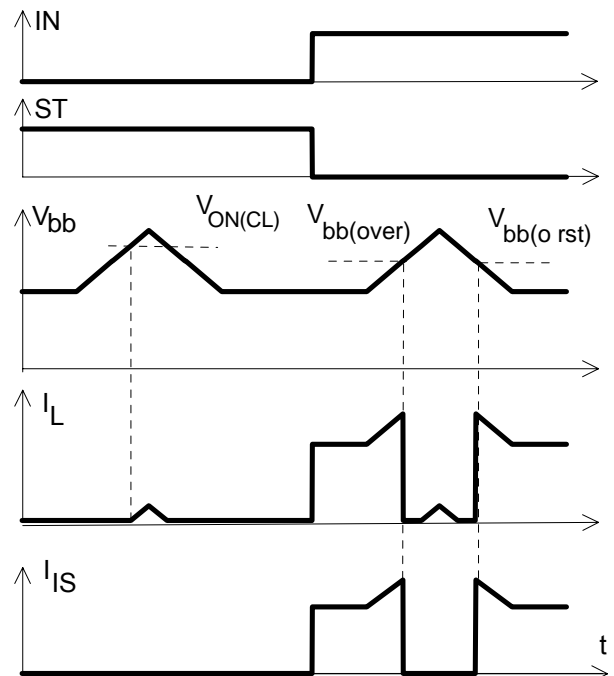 IN
ST
Vbb
VON(CL)
Vbb(over)
Vbb(o rst)
IL
IIS
t